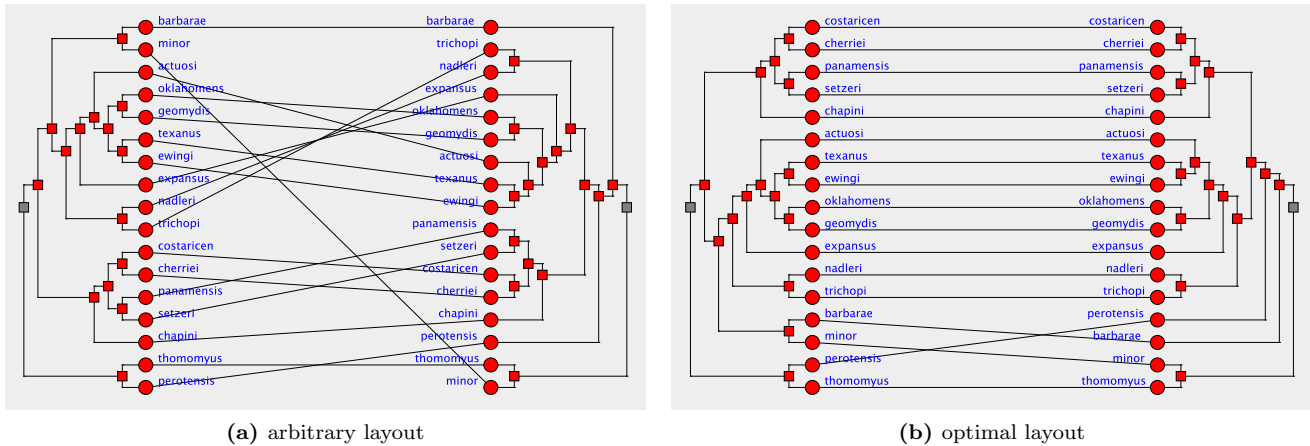 barbarae barbarae
minor trichopi
actuosi nadleri
oklahomens expansus
geomydis oklahomens
texanus geomydis
ewingi actuosi
expansus texanus
nadleri ewingi
trichopi panamensis
costaricen setzeri
cherriei costaricen
panamensis cherriei
setzeri chapini
chapini perotensis
thomomyus thomomyus
perotensis minor
(a) arbitrary layout
costaricen costaricen
cherriei cherriei
panamensis panamensis
setzeri setzeri
chapini chapini
actuosi actuosi
texanus texanus
ewingi ewingi
oklahomens oklahomens
geomydis geomydis
expansus expansus
nadleri nadleri
trichopi trichopi
barbarae perotensis
minor barbarae
perotensis minor
thomomyus thomomyus
(b) optimal layout